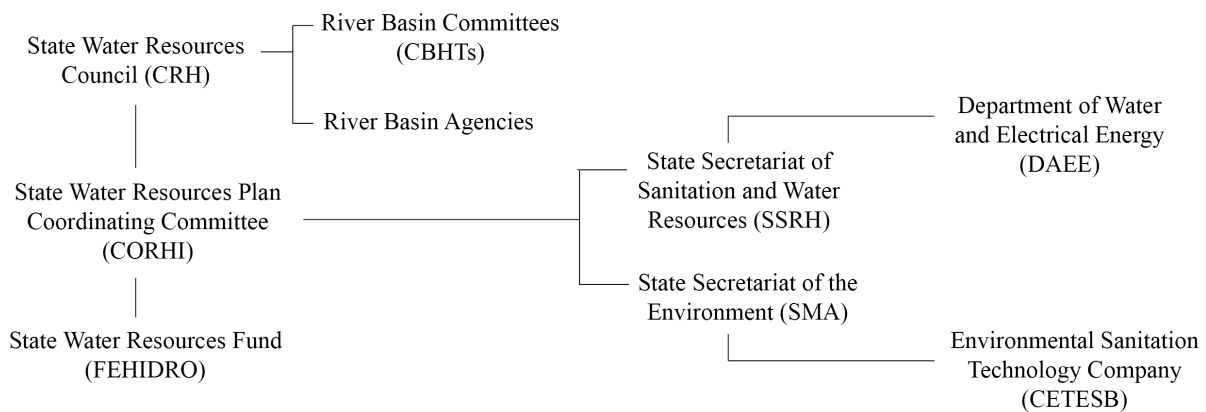 State Water Resources
Council (CRH)
River Basin Committees
(CBHTs)
River Basin Agencies
State Water Resources Plan
Coordinating Committee
(CORHI)
State Water Resources Fund
(FEHIDRO)
State Secretariat of
Sanitation and Water
Resources (SSRH)
State Secretariat of the
Environment (SMA)
Department of Water
and Electrical Energy
(DAEE)
Environmental Sanitation
Technology Company
(CETESB)